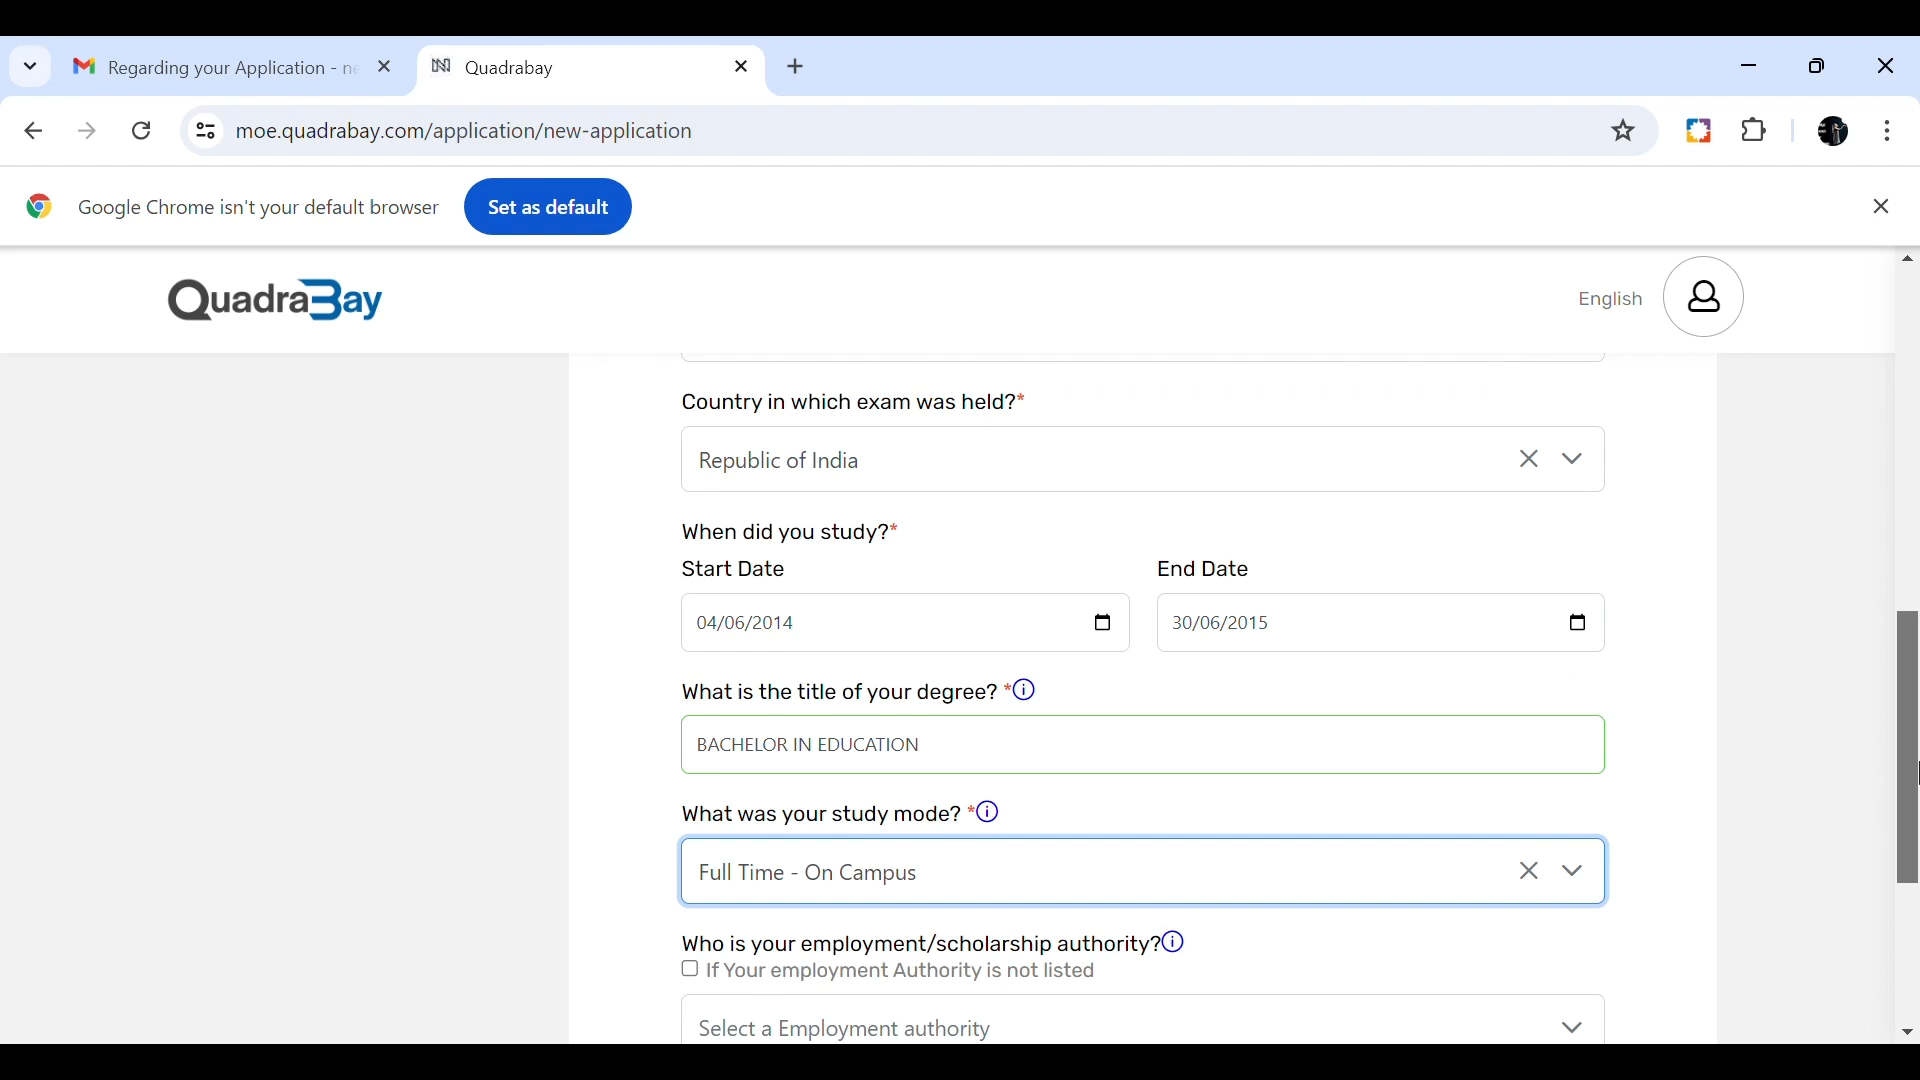 Regarding your Application - ne
Quadrabay
moe.quadrabay.com/application/new-application
Google Chrome isn't your default browser
Set as default
QuadraBay
English
Country in which exam was held?*
Republic of India
When did you study?*
Start Date
End Date
04/06/2014
30/06/2015
What is the title of your degree? *
BACHELOR IN EDUCATION
What was your study mode? *
Full Time - On Campus
Who is your employment/scholarship authority?
If Your employment Authority is not listed
Select a Employment authority